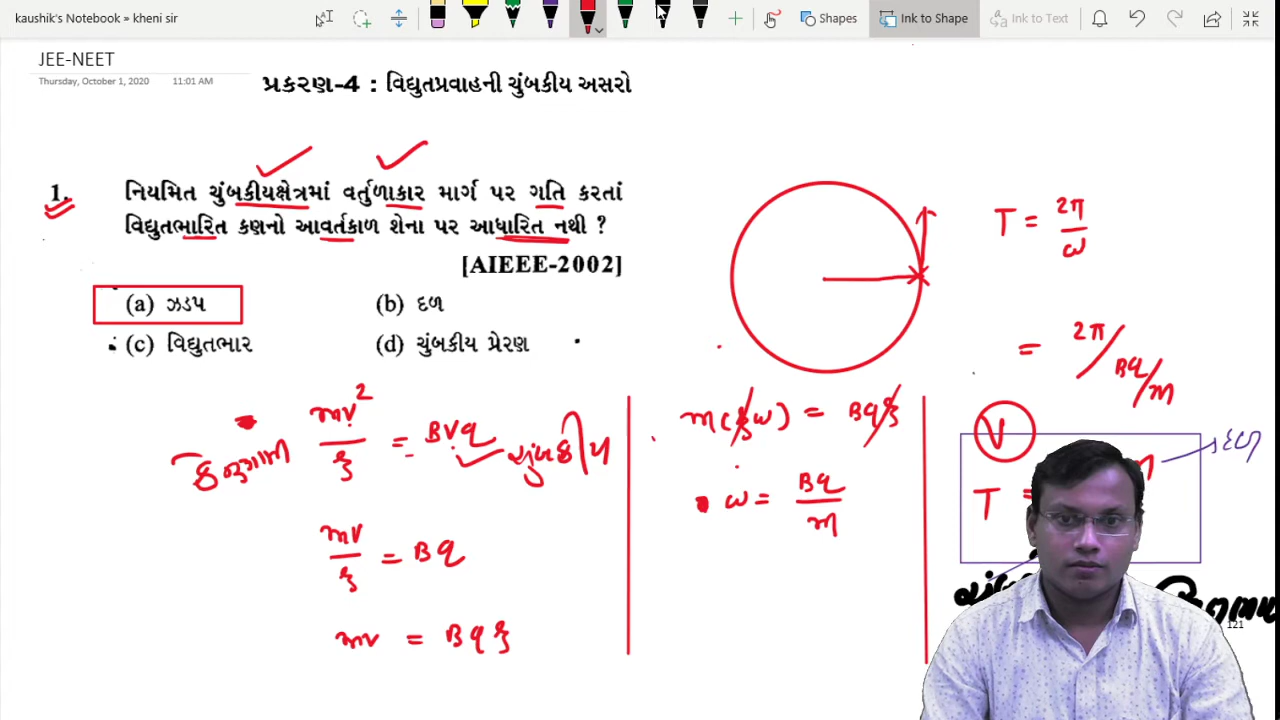 kaushik's Notebook » kheni sir
Shapes
Ink to Shape
Ink to Text
JEE-NEET
Thursday, October 1, 2020 11:01 AM
પ્રકરણ-4 : વિદ્યુતપ્રવાહની ચુંબકીય અસરો
1. નિયમિત ચુંબકીયક્ષેત્રમાં વર્તુળાકાર માર્ગ પર ગતિ કરતાં
વિદ્યુતભારિત કણનો આવર્તકાળ શેના પર આધારિત નથી ?
[AIEEE-2002]
(a) ઝડપ (b) દળ
(c) વિદ્યુતભાર (d) ચુંબકીય પ્રેરણ
mv²/r = BVq ચુંબકીય
mv/r = Bq
mv = Bqr
m(rω) = Bqr
ω = Bq/m
T = 2π/ω
= 2π/Bq/m
V
T = m દળ
121